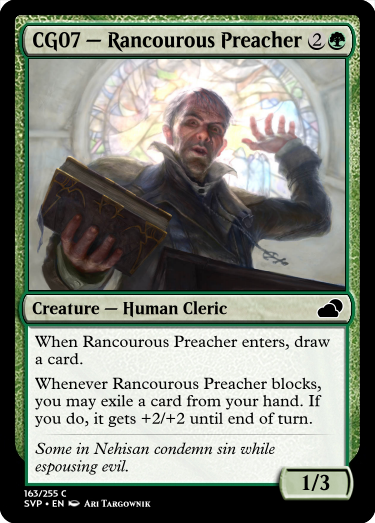 CG07 — Rancourous Preacher 2
Creature — Human Cleric
When Rancourous Preacher enters, draw
a card.
Whenever Rancourous Preacher blocks,
you may exile a card from your hand. If
you do, it gets +2/+2 until end of turn.
Some in Nehisan condemn sin while
espousing evil.
1/3
163/255 C
SVP • EN Ari Targownik